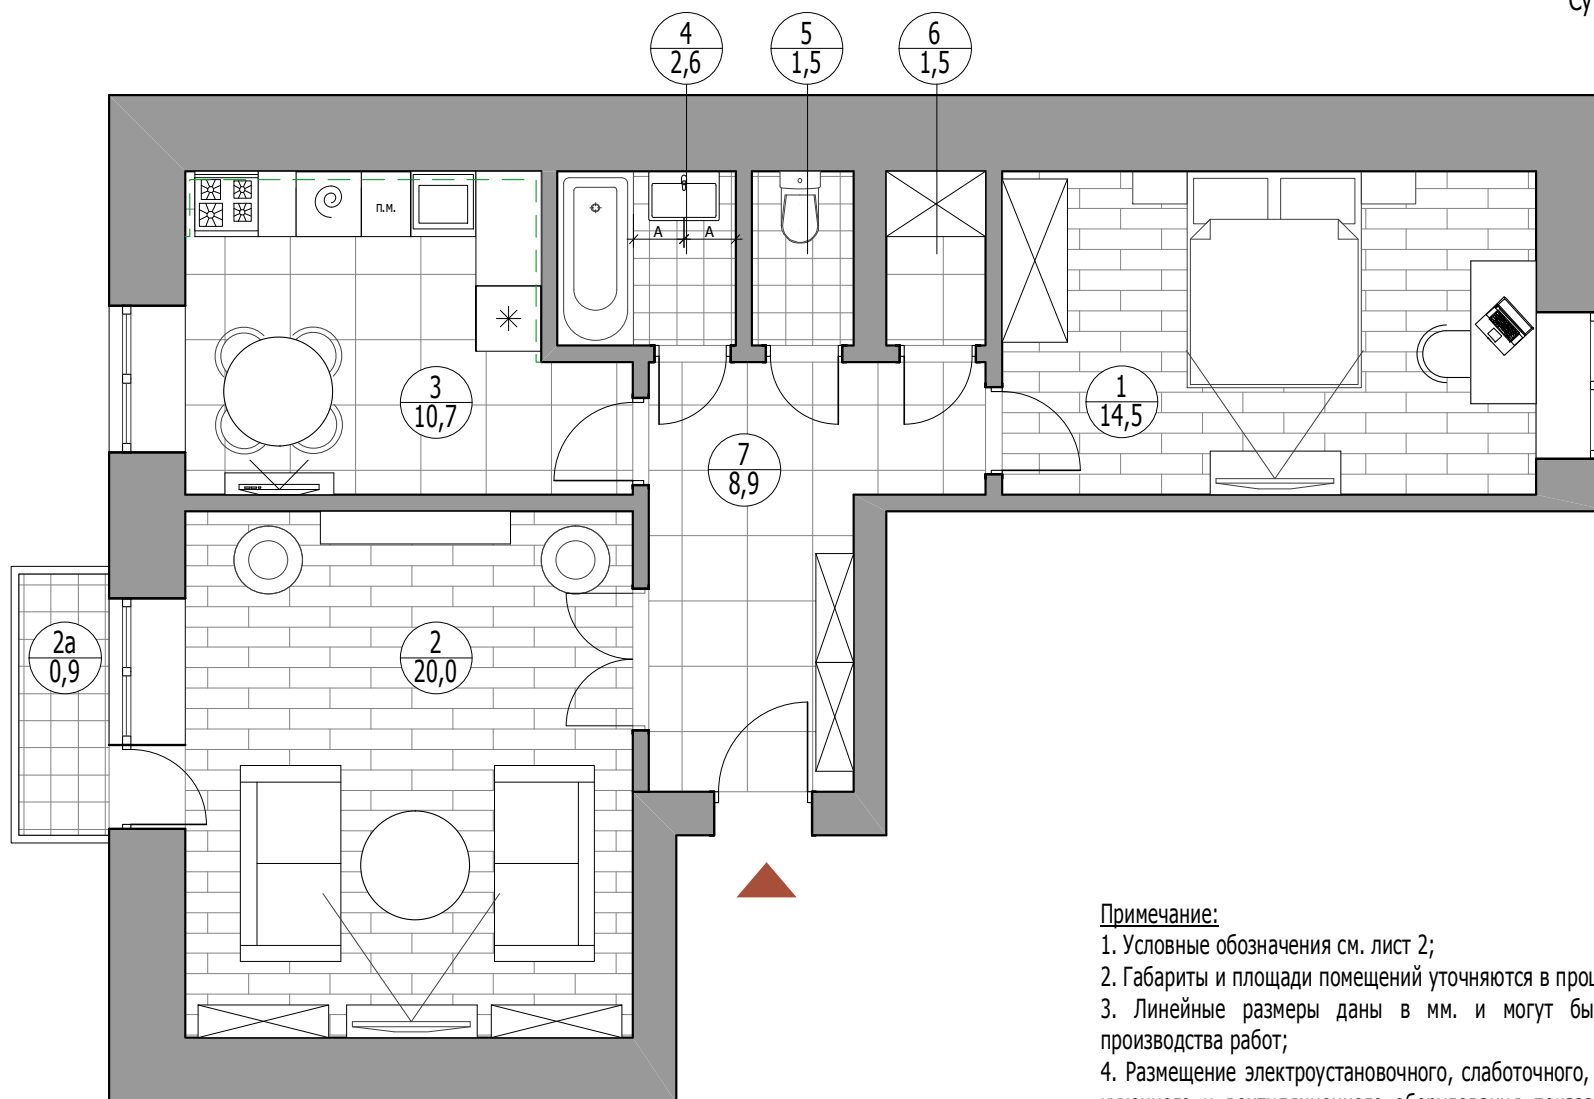 Су
4
2,6
5
1,5
6
1,5
п.м.
А А
3
10,7
1
14,5
7
8,9
2а
0,9
2
20,0
Примечание:
1. Условные обозначения см. лист 2;
2. Габариты и площади помещений уточняются в проц
3. Линейные размеры даны в мм. и могут бы
производства работ;
4. Размещение электроустановочного, слаботочного,